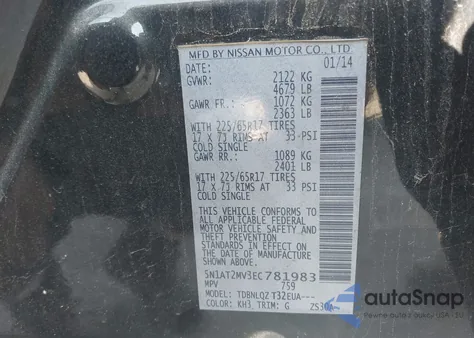 MFD BY NISSAN MOTOR CO., LTD.
01/14
GVWR: 2122 KG
4679 LB
GAWR FR.: 1072 KG
2363 LB
WITH 225/65R17 TIRES
17 X 7J RIMS AT 33 PSI
COLD SINGLE
GAWR RR.: 1089 KG
2401 LB
WITH 225/65R17 TIRES
17 X 7J RIMS AT 33 PSI
COLD SINGLE
THIS VEHICLE CONFORMS TO
ALL APPLICABLE FEDERAL
MOTOR VEHICLE SAFETY
AND BUMPER AND THEFT PREVENTION
STANDARDS IN EFFECT ON THE
DATE OF MANUFACTURE
SHOWN ABOVE.
5N1AT2MV3EC781983
MPV 759
MODEL: TDBNLQZ T32EUA---
COLOR: KH3, TRIM: G
autoSnap